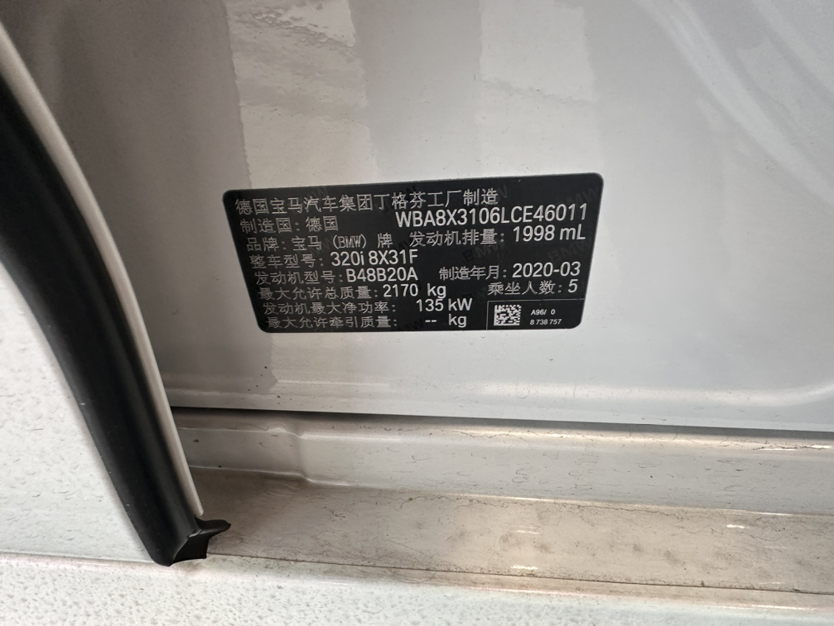 德国宝马汽车集团丁格芬工厂制造
制造国：德国 WBA8X3106LCE46011
品牌：宝马 (BMW) 牌 发动机排量：1998 mL
整车型号：320i 8X31F
发动机型号：B48B20A 制造年月：2020-03
最大允许总质量：2170 kg 乘坐人数：5
发动机最大净功率：135 kW
最大允许牵引质量：-- kg
A96/ 0
8 738 757